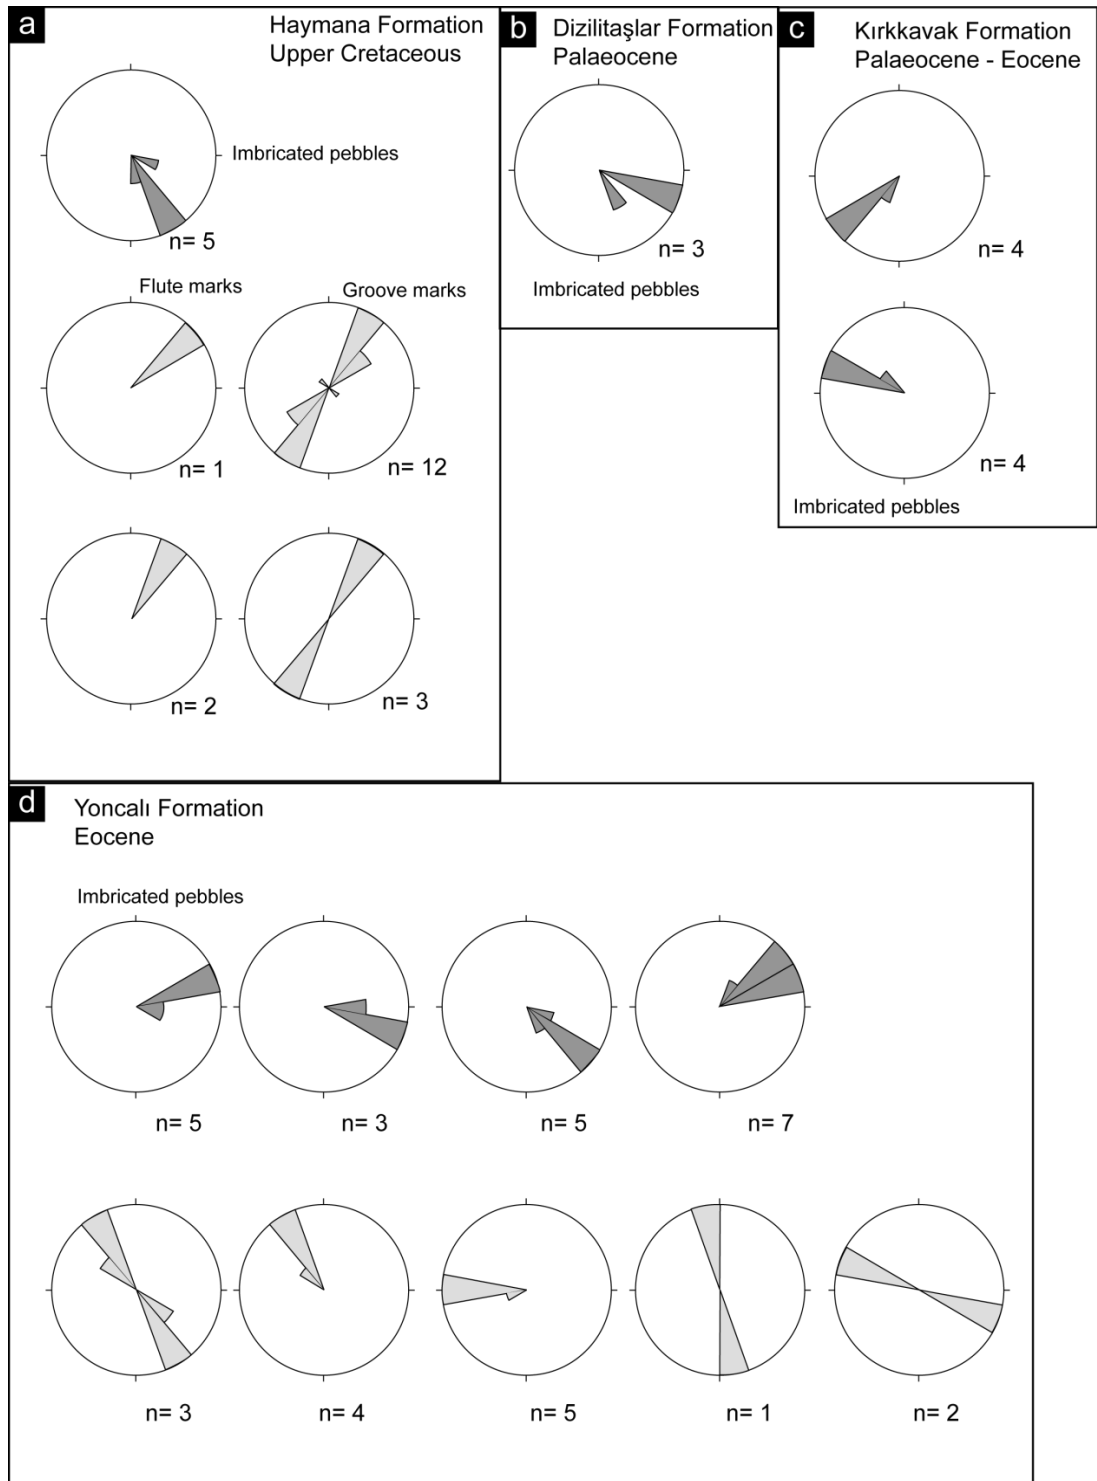 a
Haymana Formation
Upper Cretaceous
Imbricated pebbles
n= 5
Flute marks
Groove marks
n= 1
n= 12
n= 2
n= 3
b
Dizilitaşlar Formation
Palaeocene
n= 3
Imbricated pebbles
c
Kırkkavak Formation
Palaeocene - Eocene
n= 4
n= 4
Imbricated pebbles
d
Yoncalı Formation
Eocene
Imbricated pebbles
n= 5
n= 3
n= 5
n= 7
n= 3
n= 4
n= 5
n= 1
n= 2